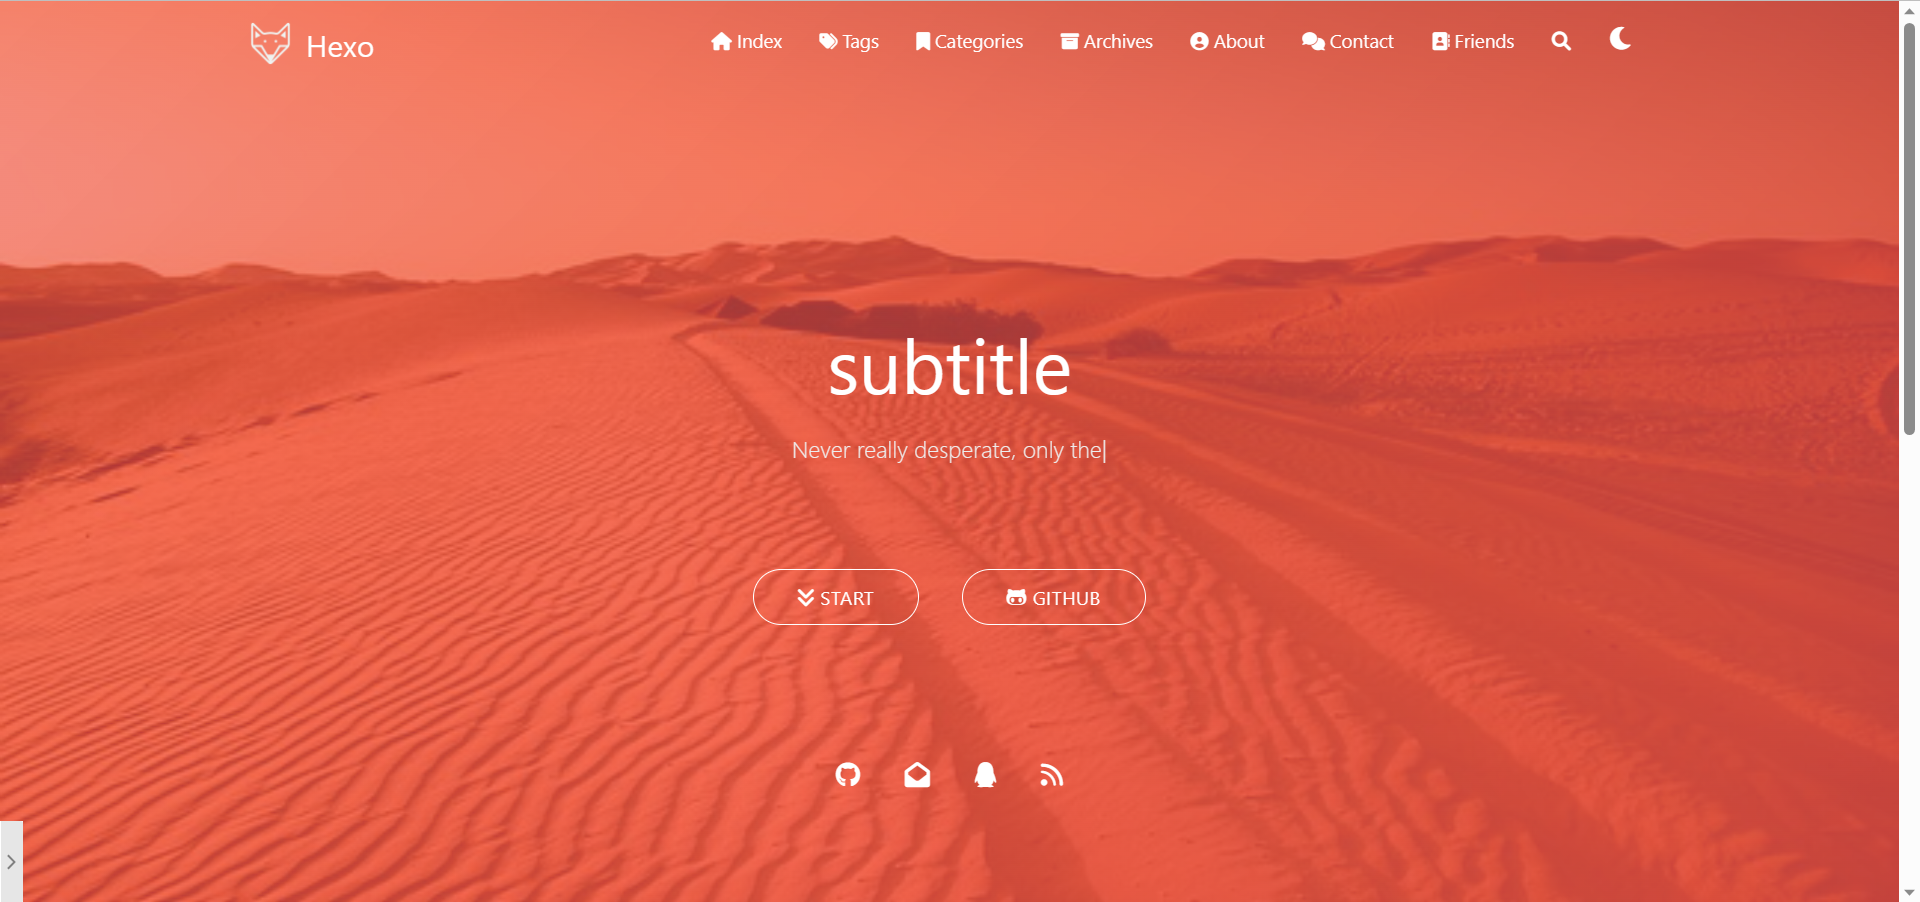 Hexo
Index
Tags
Categories
Archives
About
Contact
Friends
subtitle
Never really desperate, only the
START
GITHUB